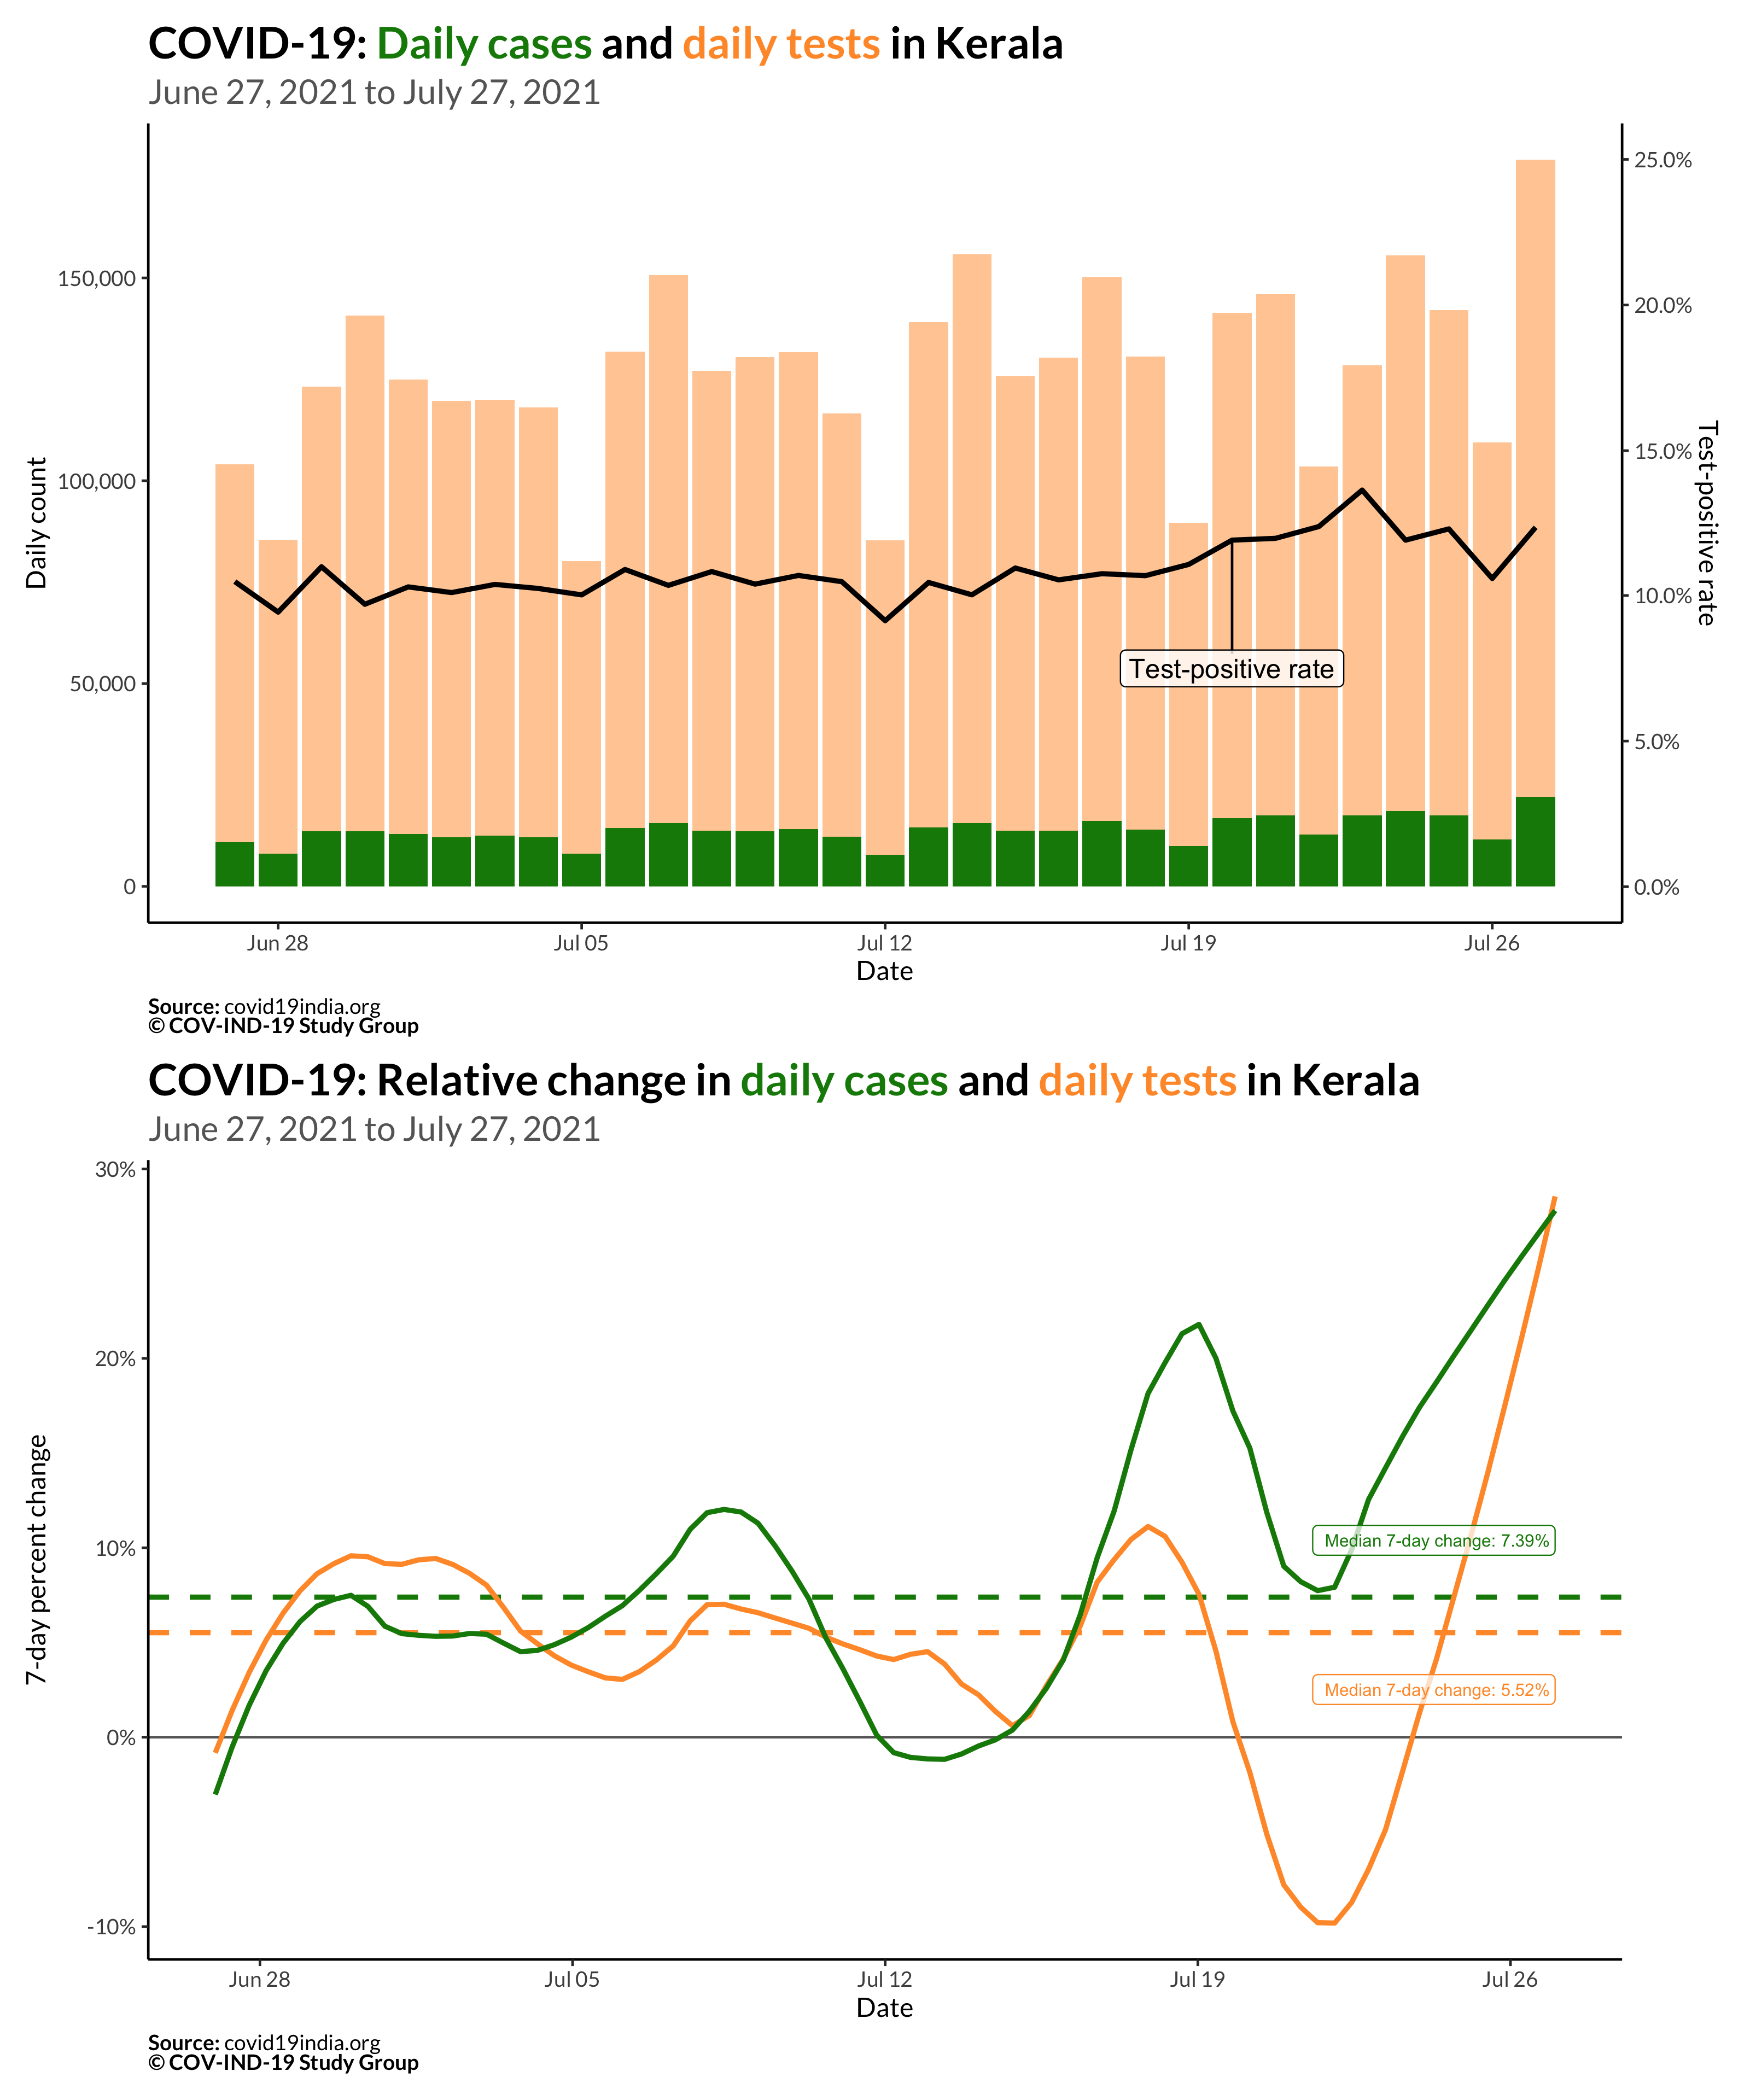 COVID-19: Daily cases and daily tests in Kerala
June 27, 2021 to July 27, 2021
Daily count
150,000
100,000
50,000
0
25.0%
20.0%
15.0%
10.0%
5.0%
0.0%
Test-positive rate
Test-positive rate
Jun 28
Jul 05
Jul 12
Jul 19
Jul 26
Date
Source: covid19india.org
© COV-IND-19 Study Group
COVID-19: Relative change in daily cases and daily tests in Kerala
June 27, 2021 to July 27, 2021
7-day percent change
30%
20%
10%
0%
-10%
Median 7-day change: 7.39%
Median 7-day change: 5.52%
Jun 28
Jul 05
Jul 12
Jul 19
Jul 26
Date
Source: covid19india.org
© COV-IND-19 Study Group